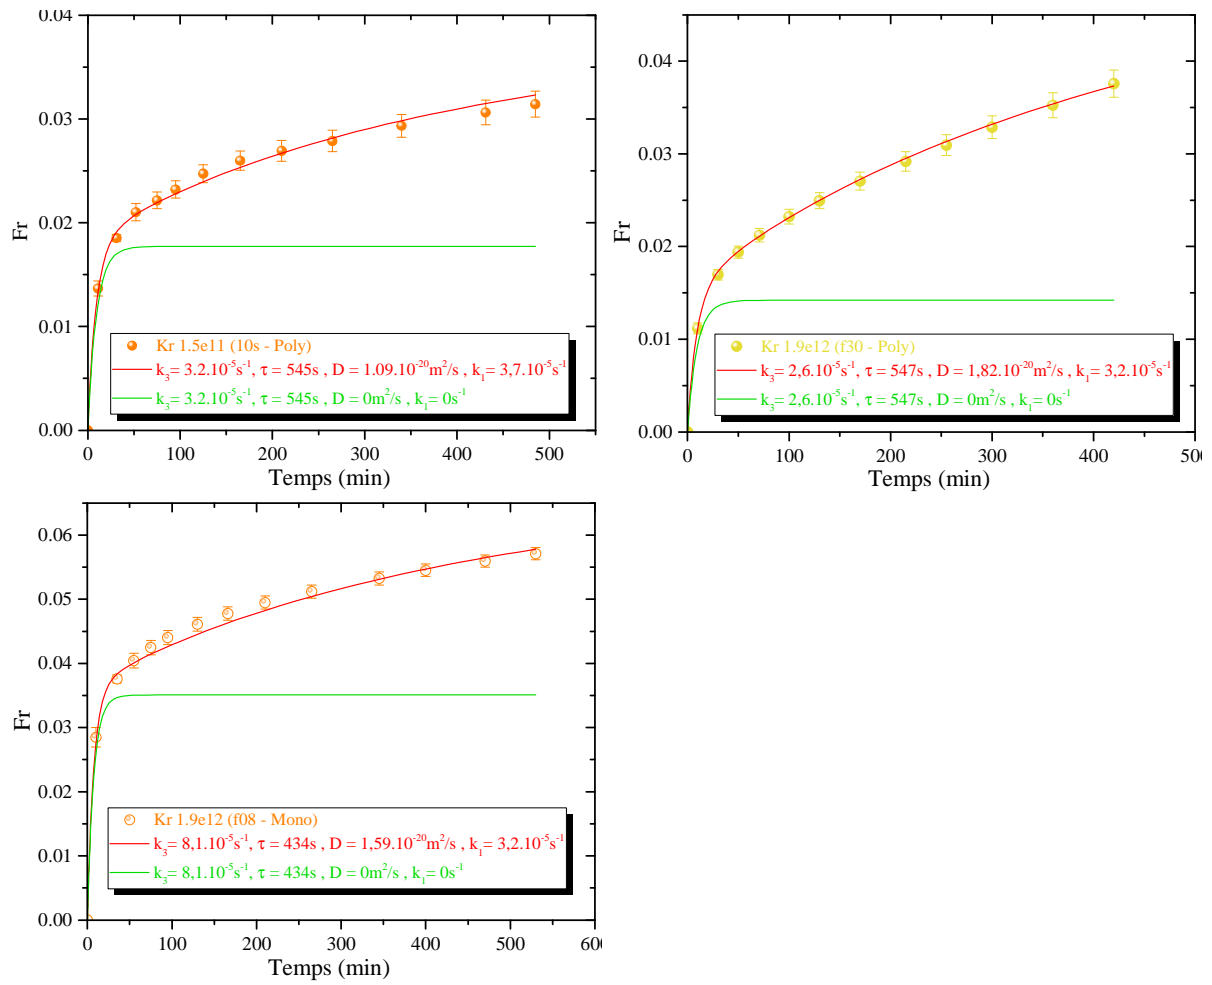 0.04
0.03
0.02
0.01
0.00
Fr
Kr 1.5e11 (10s - Poly)
k3= 3.2.10-5s-1, τ = 545s , D = 1.09.10-20m2/s , k1= 3,7.10-5s-1
k3= 3.2.10-5s-1, τ = 545s , D = 0m2/s , k1= 0s-1
0 100 200 300 400 500
Temps (min)
0.04
0.03
0.02
0.01
0.00
Fr
Kr 1.9e12 (f30 - Poly)
k3= 2,6.10-5s-1, τ = 547s , D = 1,82.10-20m2/s , k1= 3,2.10-5s-1
k3= 2,6.10-5s-1, τ = 547s , D = 0m2/s , k1= 0s-1
0 100 200 300 400 50
Temps (min)
0.06
0.05
0.04
0.03
0.02
0.01
0.00
Fr
Kr 1.9e12 (f08 - Mono)
k3= 8,1.10-5s-1, τ = 434s , D = 1,59.10-20m2/s , k1= 3,2.10-5s-1
k3= 8,1.10-5s-1, τ = 434s , D = 0m2/s , k1= 0s-1
0 100 200 300 400 500 600
Temps (min)